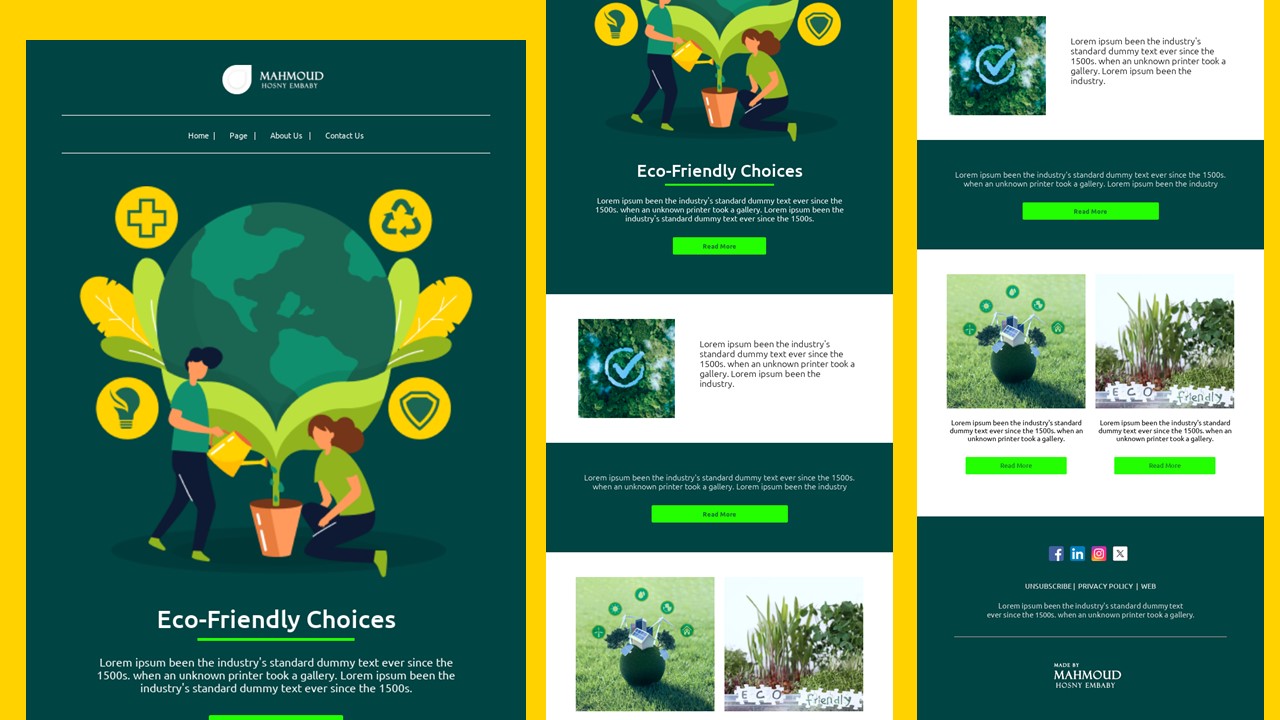 MAHMOUD
HOSNY EMBABY
Home | Page | About Us | Contact Us
Eco-Friendly Choices
Lorem ipsum been the industry's standard dummy text ever since the
1500s. when an unknown printer took a gallery. Lorem ipsum been the
industry's standard dummy text ever since the 1500s.
Eco-Friendly Choices
Lorem ipsum been the industry's standard dummy text ever since the
1500s. when an unknown printer took a gallery. Lorem ipsum been the
industry's standard dummy text ever since the 1500s.
Read More
Lorem ipsum been the industry's
standard dummy text ever since the
1500s. when an unknown printer took a
gallery. Lorem ipsum been the
industry.
Lorem ipsum been the industry's standard dummy text ever since the 1500s.
when an unknown printer took a gallery. Lorem ipsum been the industry
Read More
ECO friendly
Lorem ipsum been the industry's
standard dummy text ever since the
1500s. when an unknown printer took a
gallery. Lorem ipsum been the
industry.
Lorem ipsum been the industry's standard dummy text ever since the 1500s.
when an unknown printer took a gallery. Lorem ipsum been the industry
Read More
ECO friendly
Lorem ipsum been the industry's standard
dummy text ever since the 1500s. when an
unknown printer took a gallery.
Read More
Lorem ipsum been the industry's standard
dummy text ever since the 1500s. when an
unknown printer took a gallery.
Read More
UNSUBSCRIBE | PRIVACY POLICY | WEB
Lorem ipsum been the industry's standard dummy text
ever since the 1500s. when an unknown printer took a gallery.
MADE BY
MAHMOUD
HOSNY EMBABY